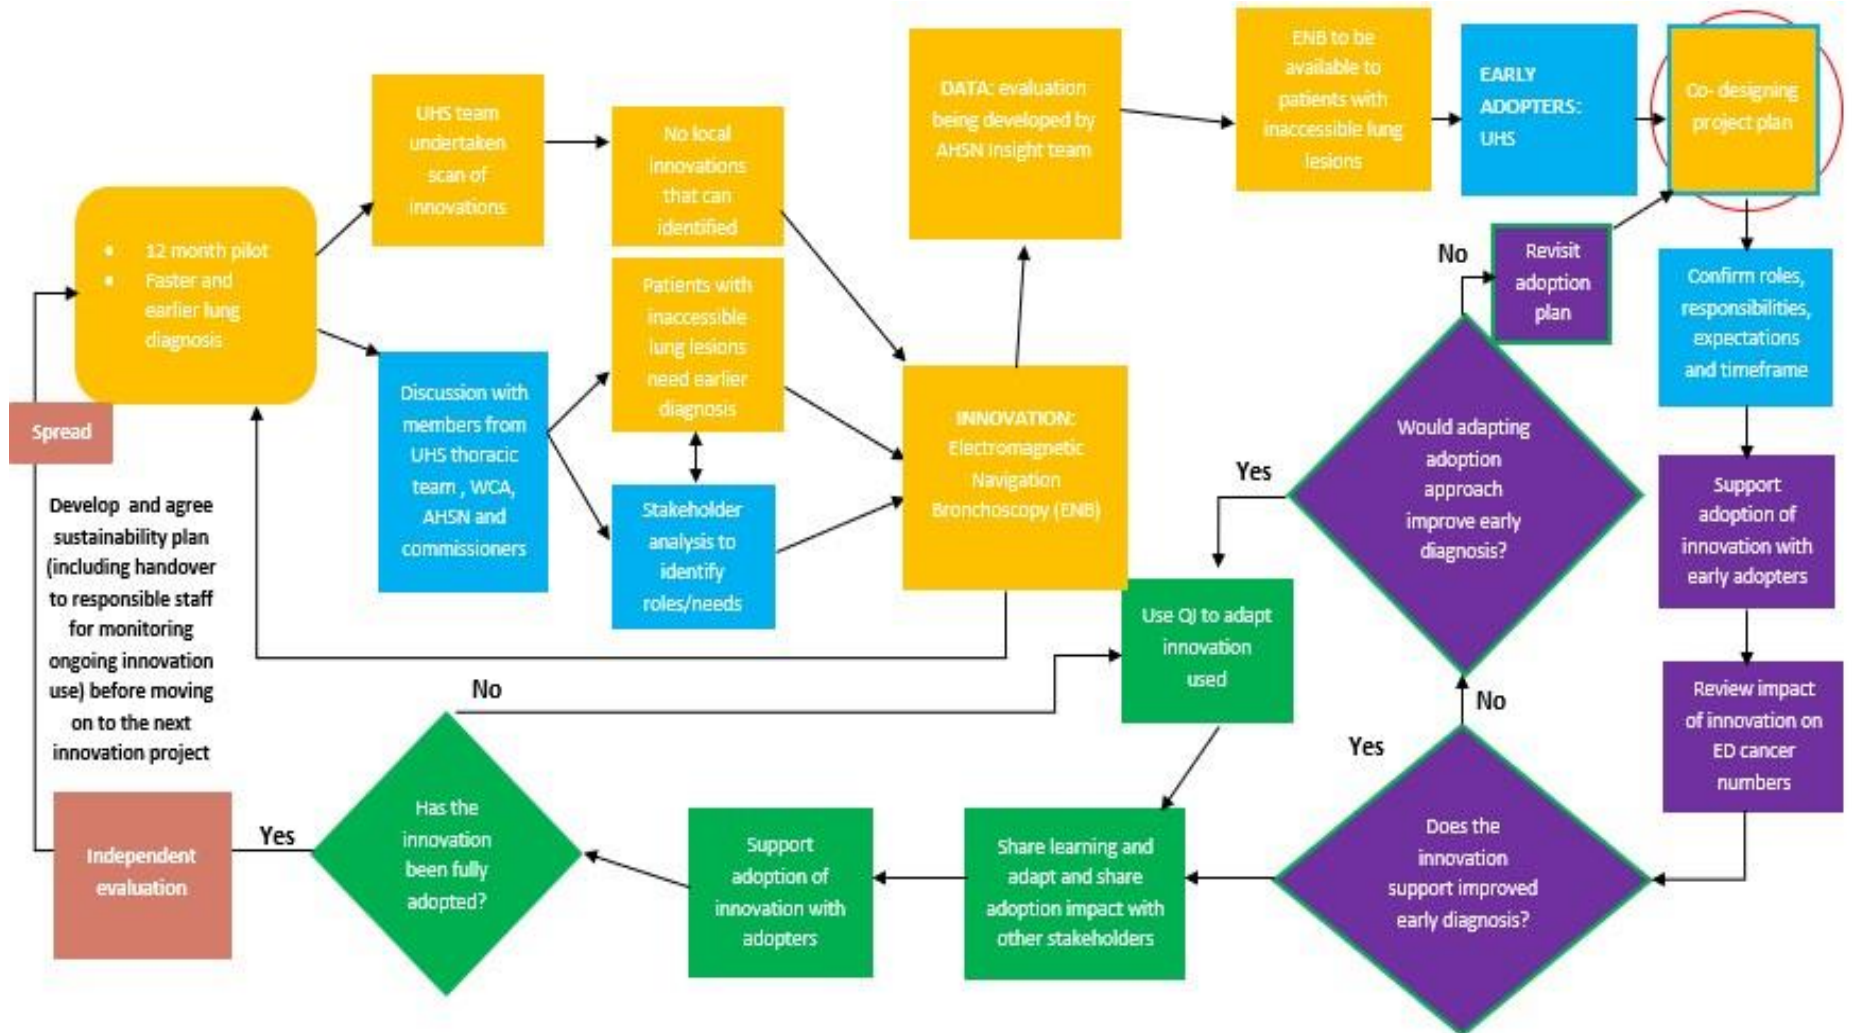 12 month pilot
Faster and
earlier lung
diagnosis
UHS team
undertaken
scan of
innovations
No local
innovations
that can
identified
Discussion with
members from
UHS thoracic
team , WCA,
AHSN and
commissioners
Patients with
inaccessible
lung lesions
need earlier
diagnosis
Stakeholder
analysis to
identify
roles/needs
INNOVATION:
Electromagnetic
Navigation
Bronchoscopy (ENB)
DATA: evaluation
being developed by
AHSN Insight team
ENB to be
available to
patients with
inaccessible lung
lesions
EARLY
ADOPTERS:
UHS
Co- designing
project plan
Confirm roles,
responsibilities,
expectations
and timeframe
Support
adoption of
innovation with
early adopters
Review impact
of innovation on
ED cancer
numbers
Does the
innovation
support improved
early diagnosis?
No
Would adapting
adoption
approach
improve early
diagnosis?
No
Revisit
adoption
plan
Yes
Use QJ to adapt
innovation
used
Yes
Share learning and
adapt and share
adoption impact with
other stakeholders
Support
adoption of
innovation with
adopters
Has the
innovation
been fully
adopted?
No
Yes
Independent
evaluation
Develop and agree
sustainability plan
(including handover
to responsible staff
for monitoring
ongoing innovation
use) before moving
on to the next
innovation project
Spread